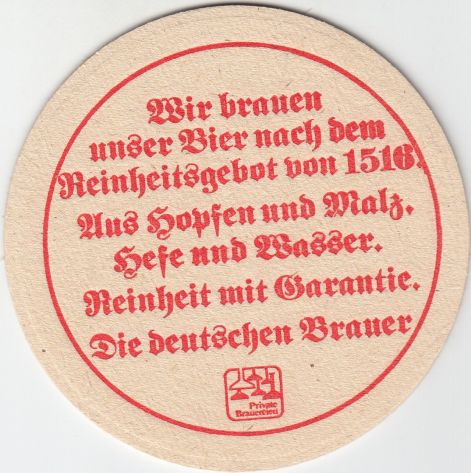 Wir brauen
unser Bier nach dem
Reinheitsgebot von 1516.
Aus Hopfen und Malz.
Hefe und Wasser.
Reinheit mit Garantie.
Die deutschen Brauer
Private
Brauereien